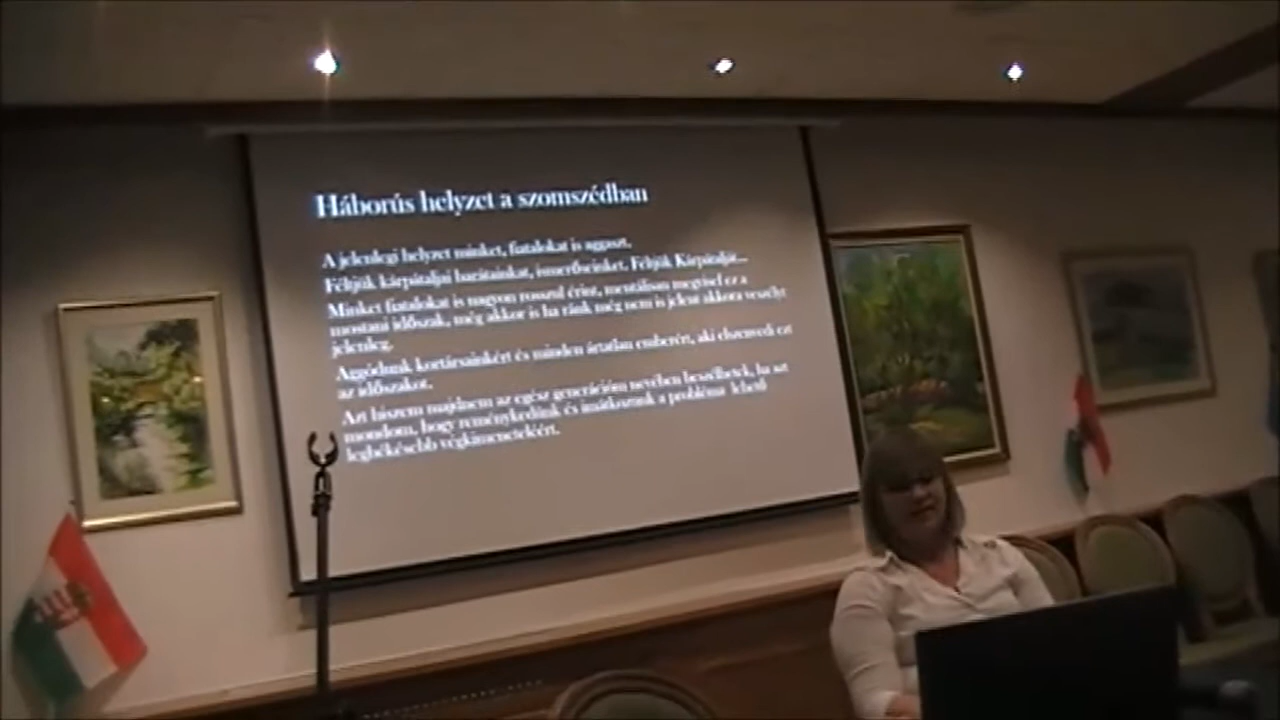 Háborús helyzet a szomszédban
A jelenlegi helyzet minket, fiatalokat is aggaszt.
Féltjük kárpátaljai barátainkat, ismerőseinket. Féltjük Kárpátalját...
Minket fiatalokat is nagyon rosszul érint, mentálisan megvisel ez a
mostani időszak, még akkor is ha ránk még nem is jelent akkora veszélyt
jelenleg.
Aggódunk kortársainkért és minden ártatlan emberért, aki elszenvedi ezt
az időszakot.
Azt hiszem majdnem az egész generációm nevében beszélhetek, ha azt
mondom, hogy reménykedünk és imádkozunk a probléma lehető
legbékésebb végkimeneteléért.